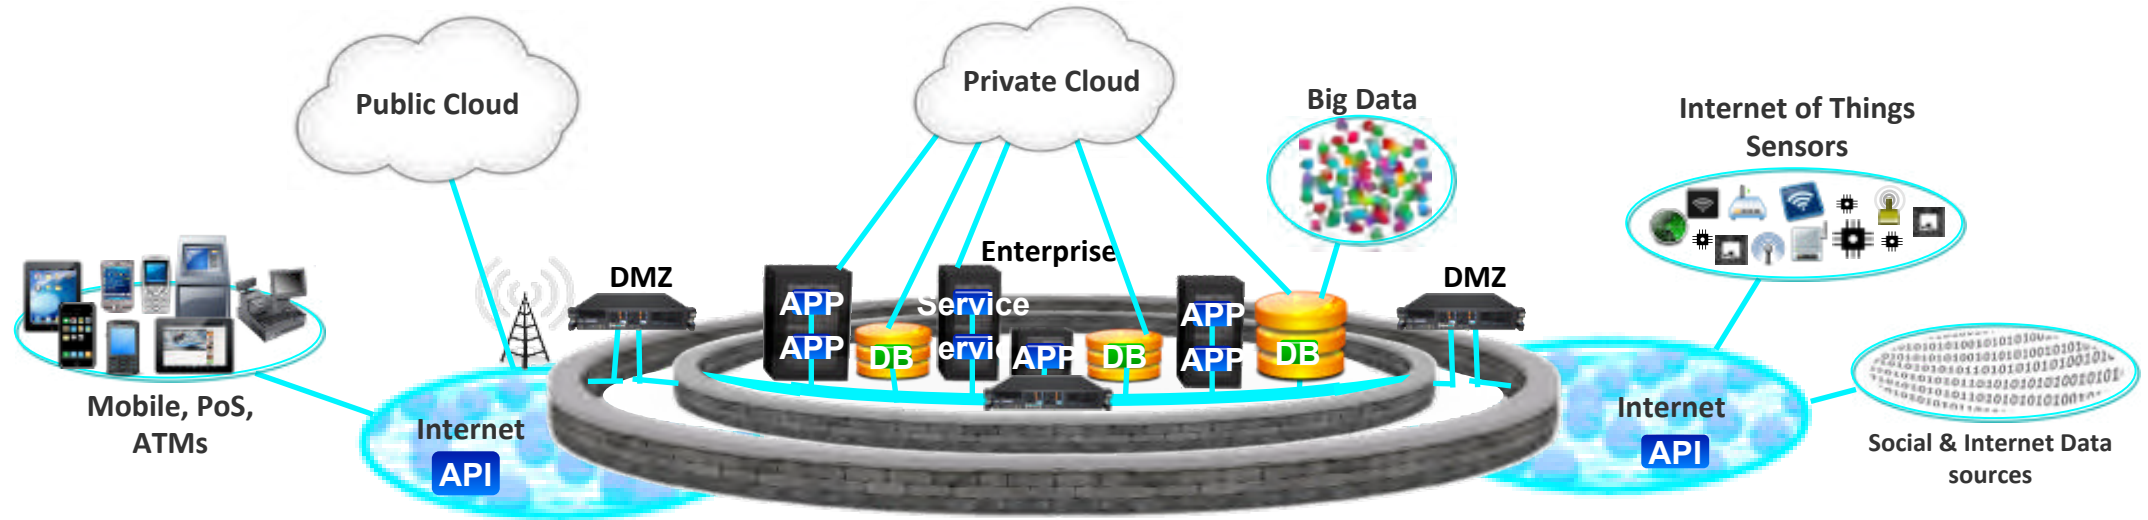 Public Cloud
Private Cloud
Big Data
Internet of Things
Sensors
Enterprise
DMZ
DMZ
APP
Service
APP
APP
DB
ervic
APP
DB
APP
DB
Mobile, PoS,
ATMs
Internet
API
Internet
API
Social & Internet Data
sources